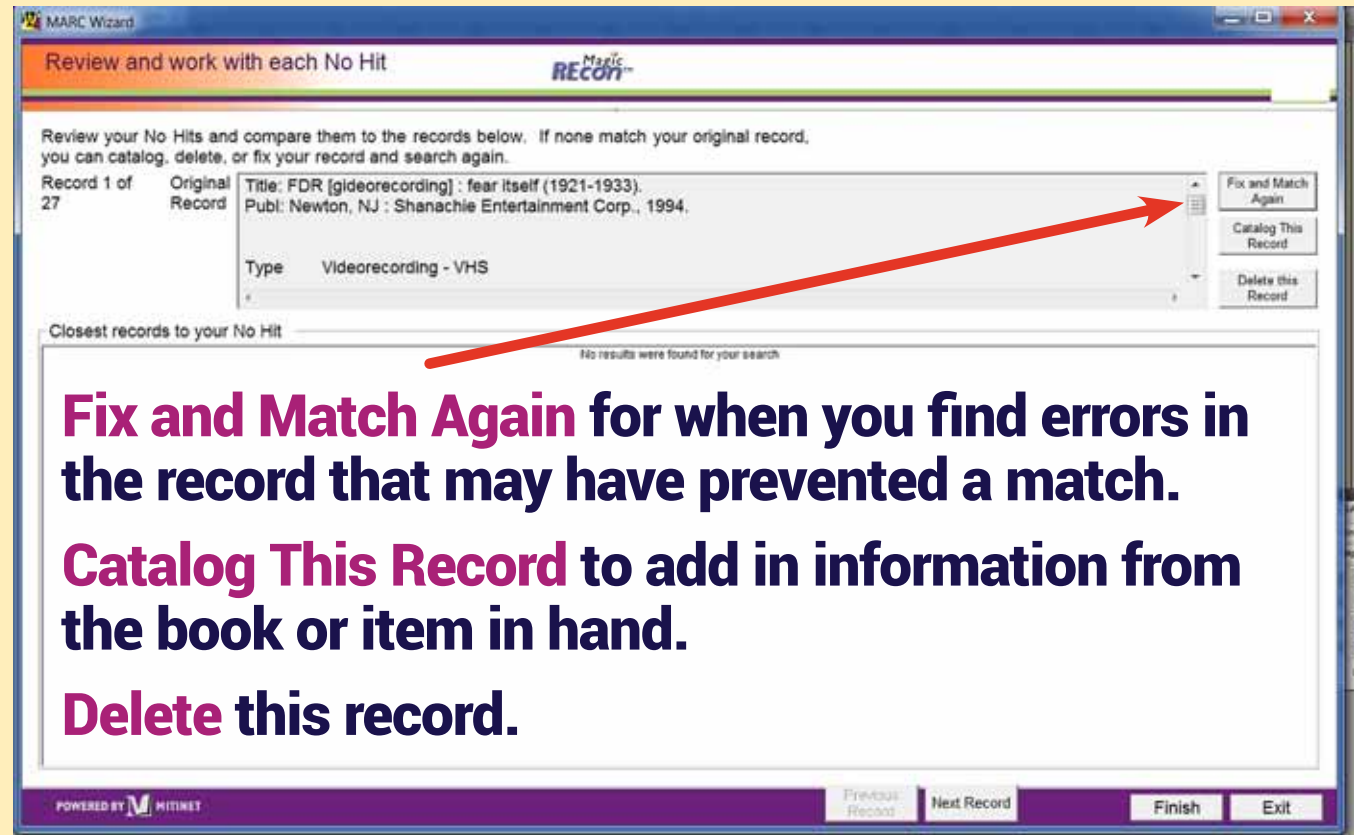 MARC Wizard
Review and work with each No Hit
Magic
REcon™
Review your No Hits and compare them to the records below. If none match your original record,
you can catalog, delete, or fix your record and search again.
Record 1 of
27
Original
Record
Title: FDR [gideorecording] : fear itself (1921-1933).
Publ: Newton, NJ : Shanachie Entertainment Corp., 1994.
Type Videorecording - VHS
Fix and Match
Again
Catalog This
Record
Delete this
Record
Closest records to your No Hit
No results were found for your search
Fix and Match Again for when you find errors in
the record that may have prevented a match.
Catalog This Record to add in information from
the book or item in hand.
Delete this record.
POWERED BY MITINET
Previous
Record
Next Record
Finish
Exit